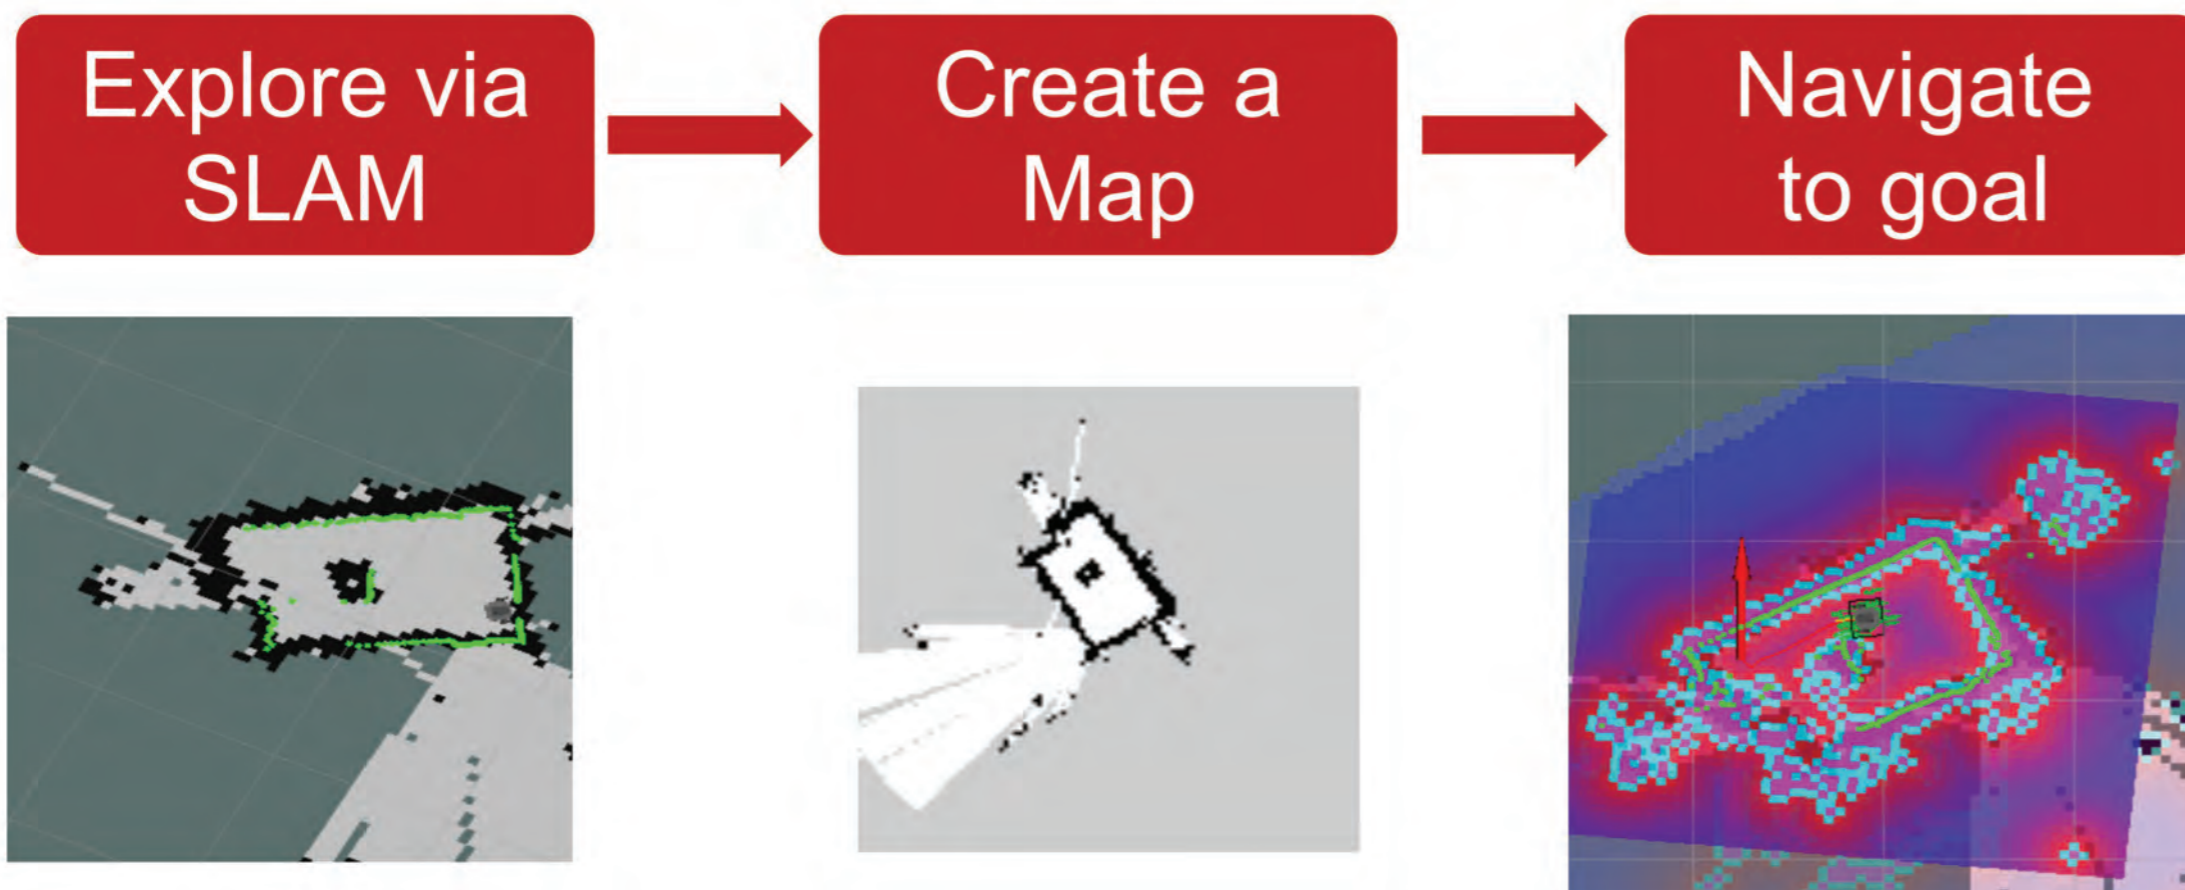 Explore via
SLAM
Create a
Map
Navigate
to goal